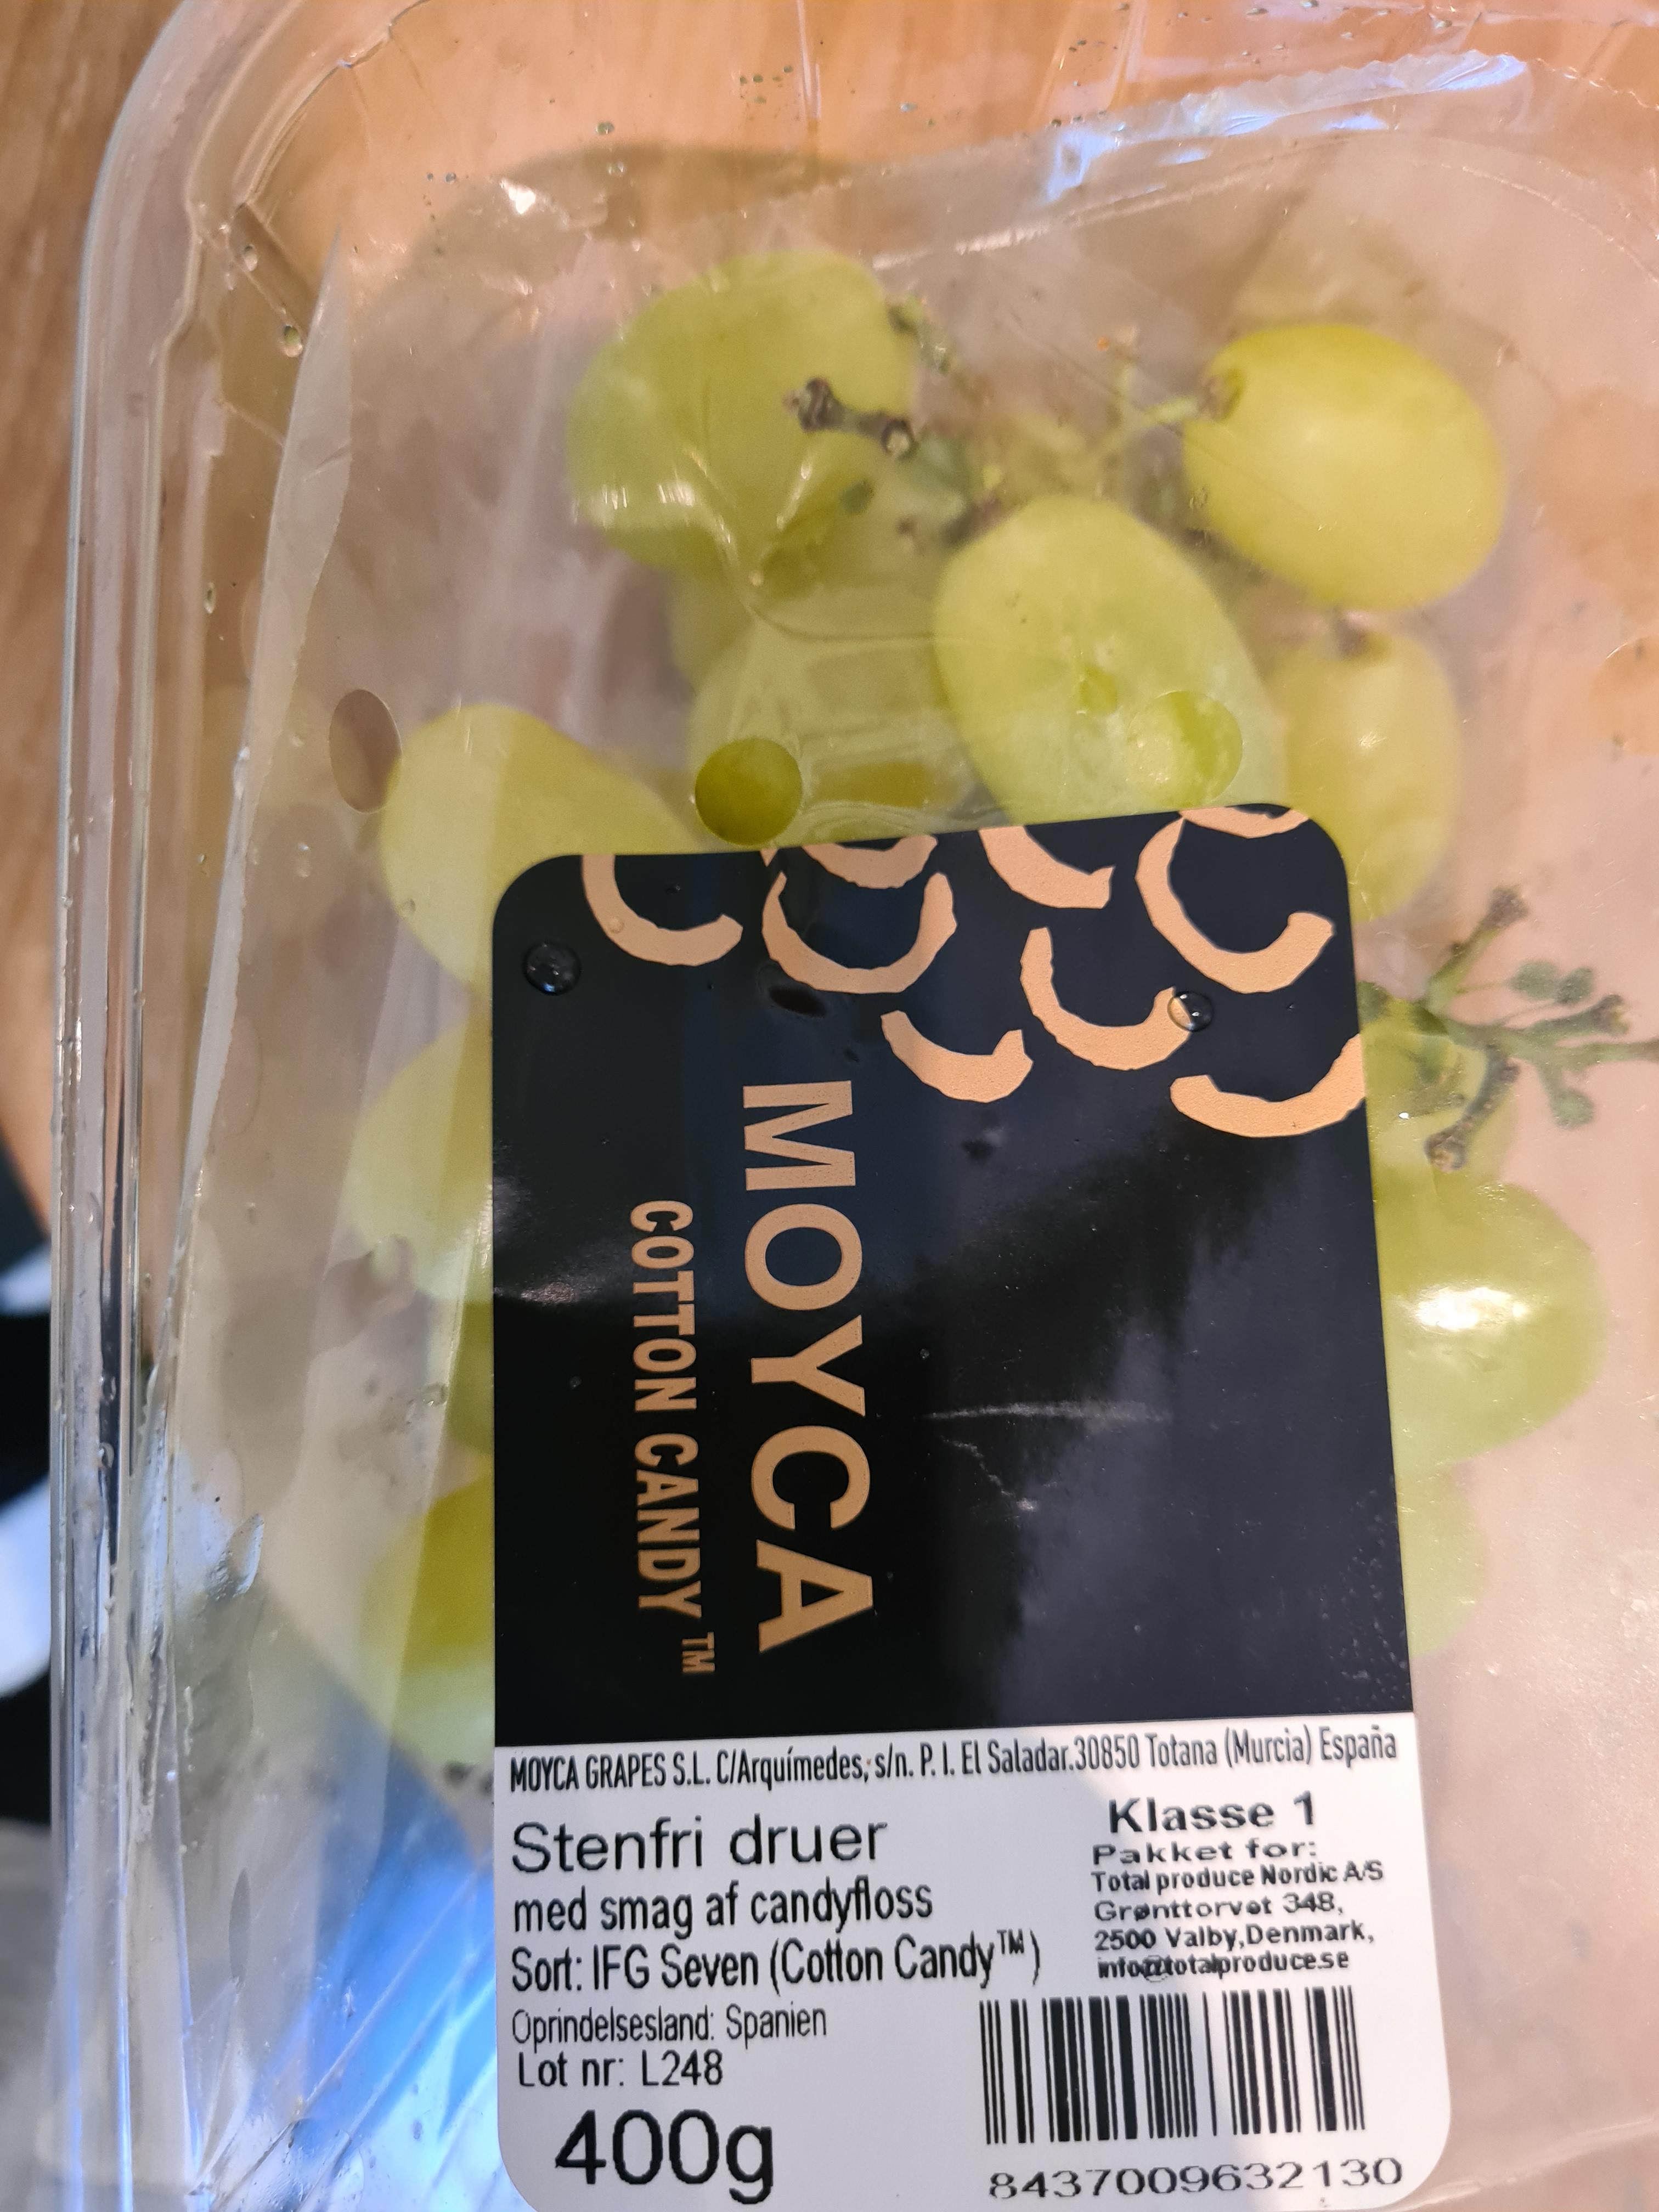 MOYCA
COTTON CANDY ™
MOYCA GRAPES S.L. C/Arquímedes, s/n. P. I. El Saladar.30850 Totana (Murcia) España
Stenfri druer
med smag af candyfloss
Sort: IFG Seven (Cotton Candy™)
Oprindelsesland: Spanien
Lot nr: L248
400g
Klasse 1
Pakket for:
Total produce Nordic A/S
Grønttorvet 348,
2500 Valby,Denmark,
info@totalproduce.se
8437009632130